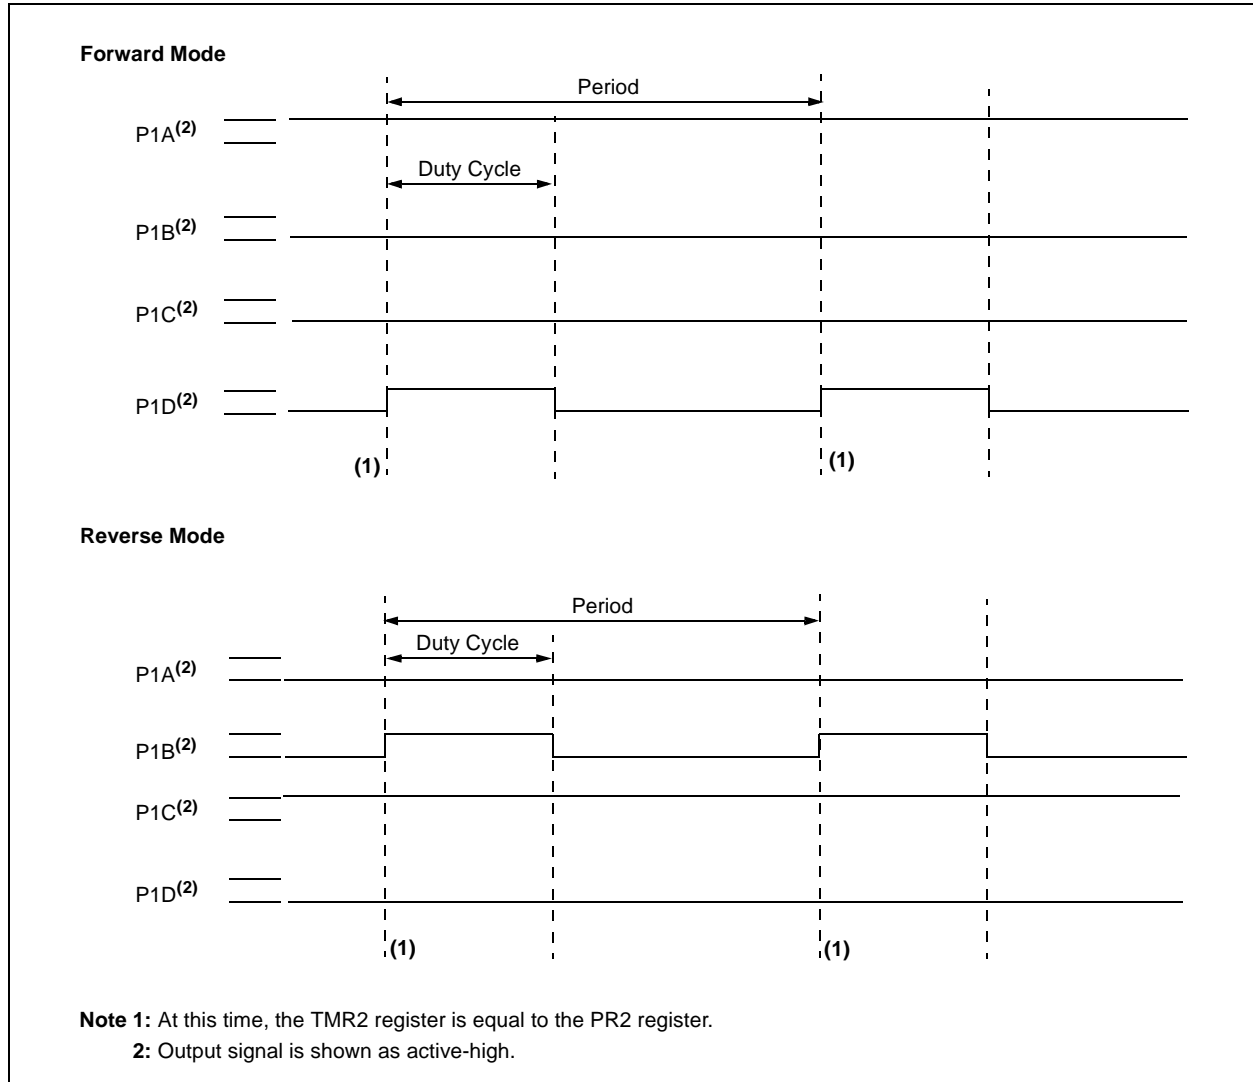 Forward Mode
Period
P1A(2)
Duty Cycle
P1B(2)
P1C(2)
P1D(2)
(1) (1)
Reverse Mode
Period
Duty Cycle
P1A(2)
P1B(2)
P1C(2)
P1D(2)
(1) (1)
Note 1: At this time, the TMR2 register is equal to the PR2 register.
2: Output signal is shown as active-high.